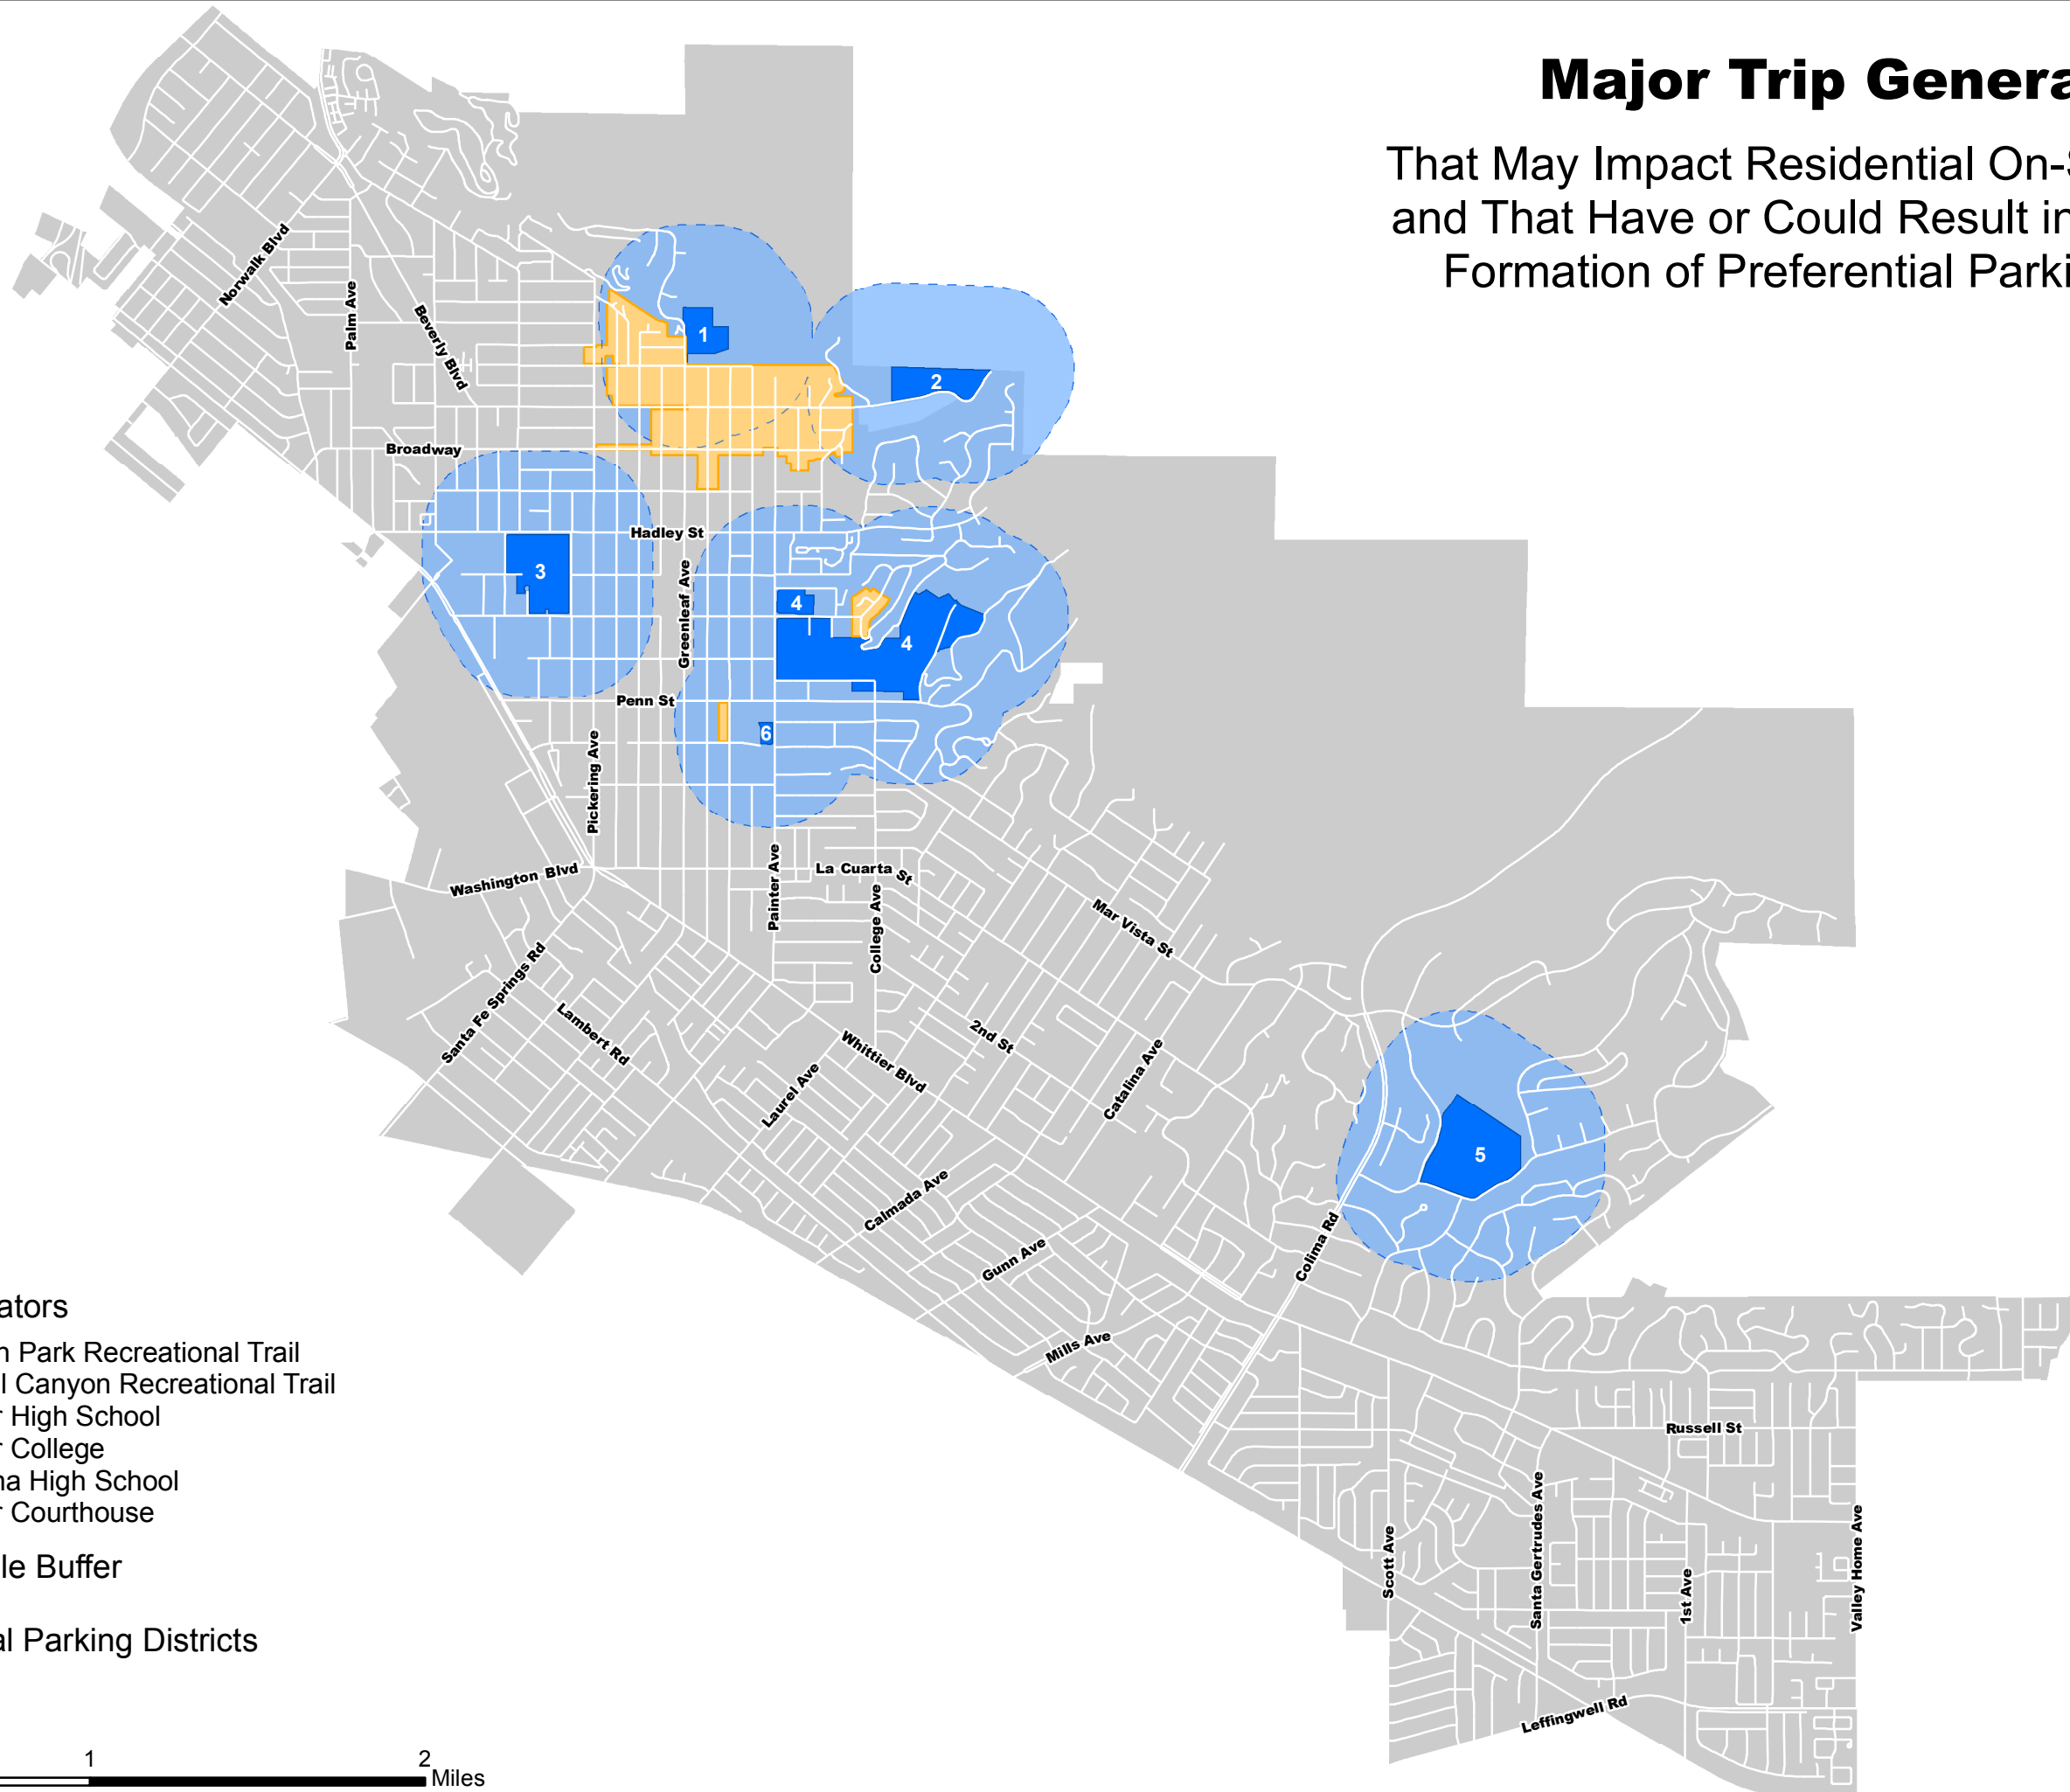 Major Trip Genera
That May Impact Residential On-S
and That Have or Could Result in
Formation of Preferential Parki
Norwalk Blvd
Palm Ave
Beverly Blvd
1
2
Broadway
Hadley St
3
Greenleaf Ave
4
4
Penn St
6
Pickering Ave
Washington Blvd
Painter Ave
La Cuarta St
College Ave
Mar Vista St
Santa Fe Springs Rd
Lambert Rd
Whittier Blvd
2nd St
Laurel Ave
Catalina Ave
5
Calmada Ave
Gunn Ave
Colima Rd
Mills Ave
Russell St
Scott Ave
Santa Gertrudes Ave
1st Ave
Valley Home Ave
Leffingwell Rd
ators
n Park Recreational Trail
l Canyon Recreational Trail
r High School
r College
na High School
r Courthouse
le Buffer
al Parking Districts
1 2
Miles